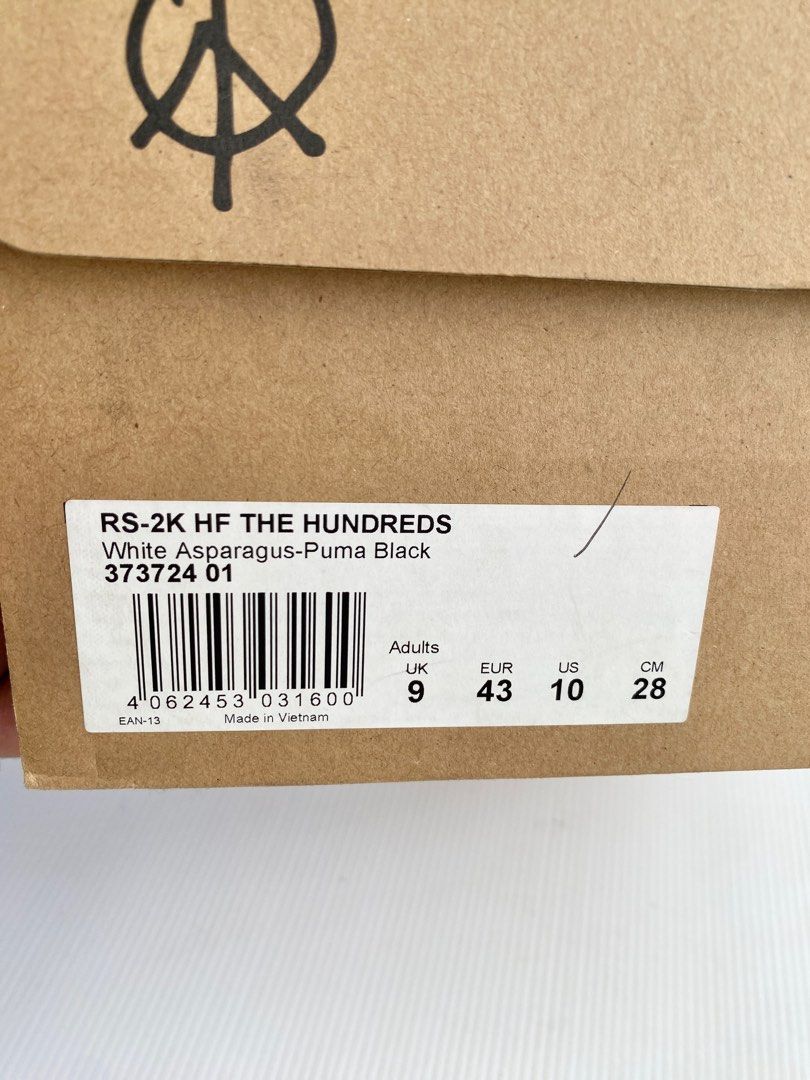 RS-2K HF THE HUNDREDS
White Asparagus-Puma Black
373724 01
4 062453 031600
EAN-13 Made in Vietnam
Adults
UK EUR US CM
9 43 10 28